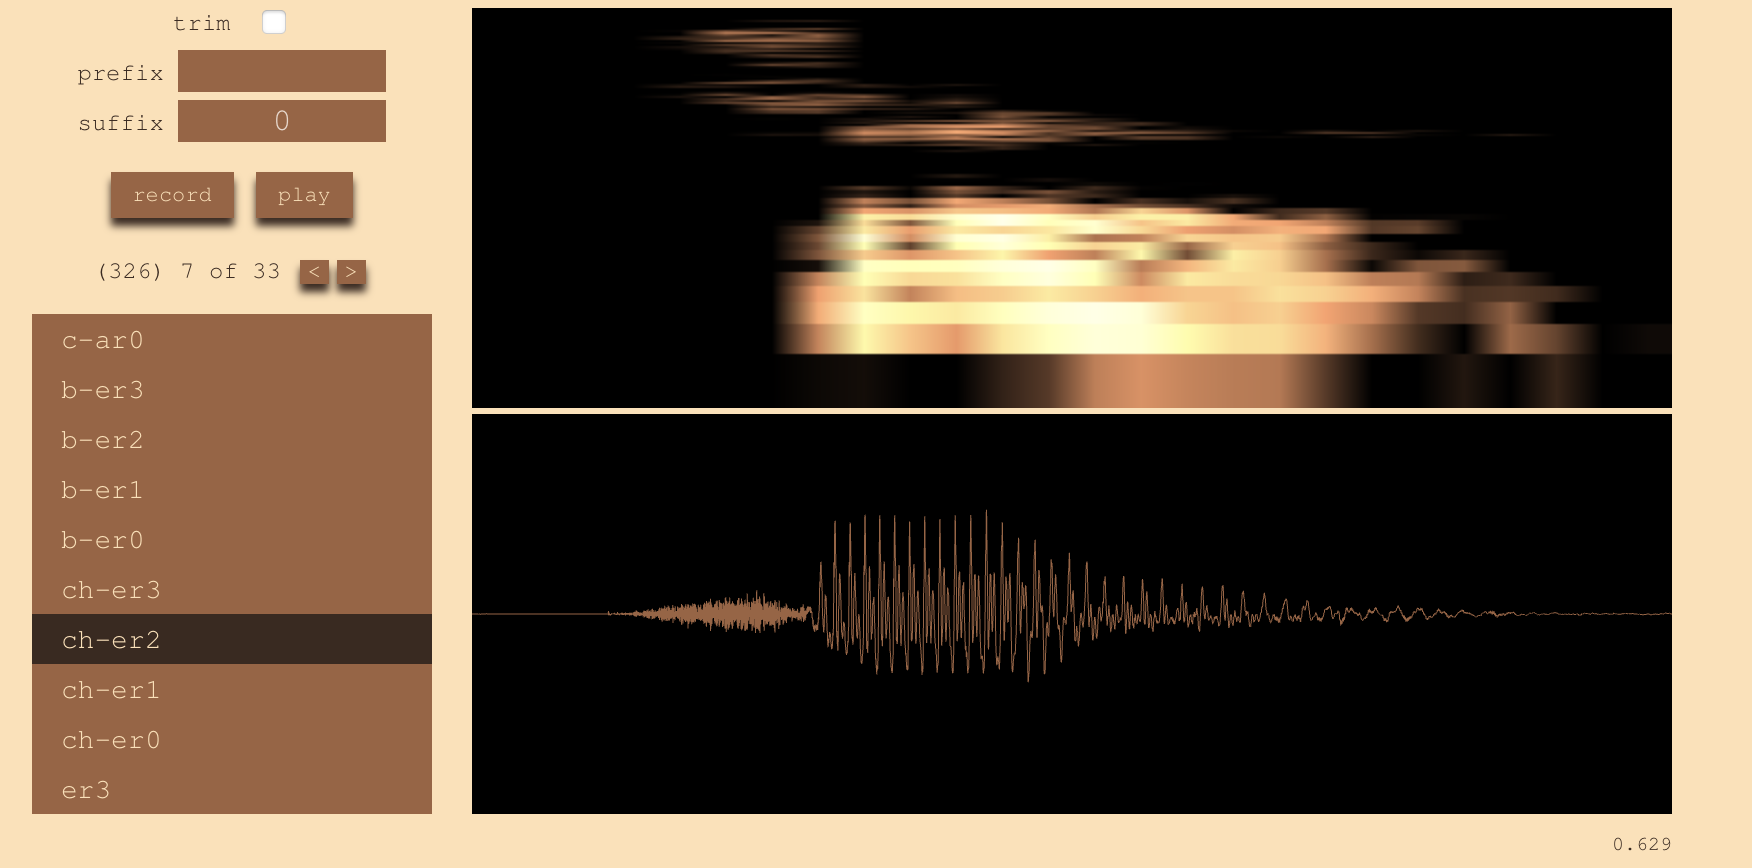 trim
prefix
suffix 0
record play
(326) 7 of 33 < >
c-ar0
b-er3
b-er2
b-er1
b-er0
ch-er3
ch-er2
ch-er1
ch-er0
er3
0.629